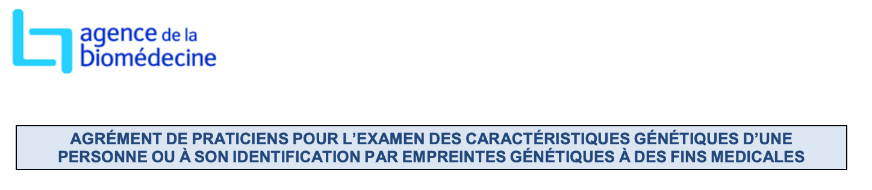 agence de la
biomédecine
AGRÉMENT DE PRATICIENS POUR L’EXAMEN DES CARACTÉRISTIQUES GÉNÉTIQUES D’UNE
PERSONNE OU À SON IDENTIFICATION PAR EMPREINTES GÉNÉTIQUES À DES FINS MEDICALES